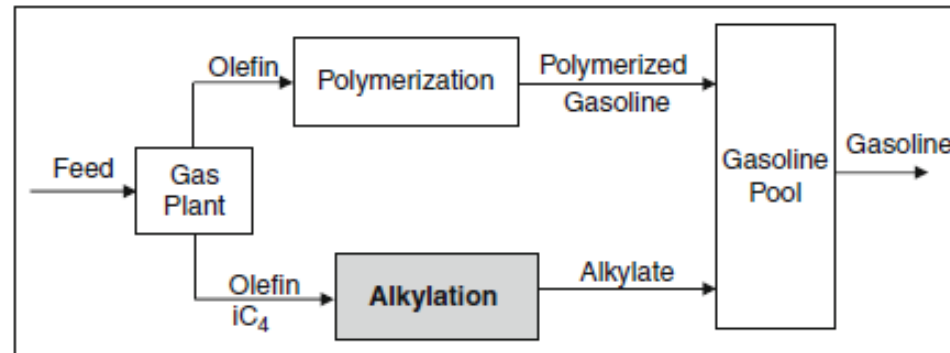 Olefin
Polymerization
Polymerized
Gasoline
Feed
Gas
Plant
Gasoline
Pool
Gasoline
Olefin
iC₄
Alkylation
Alkylate